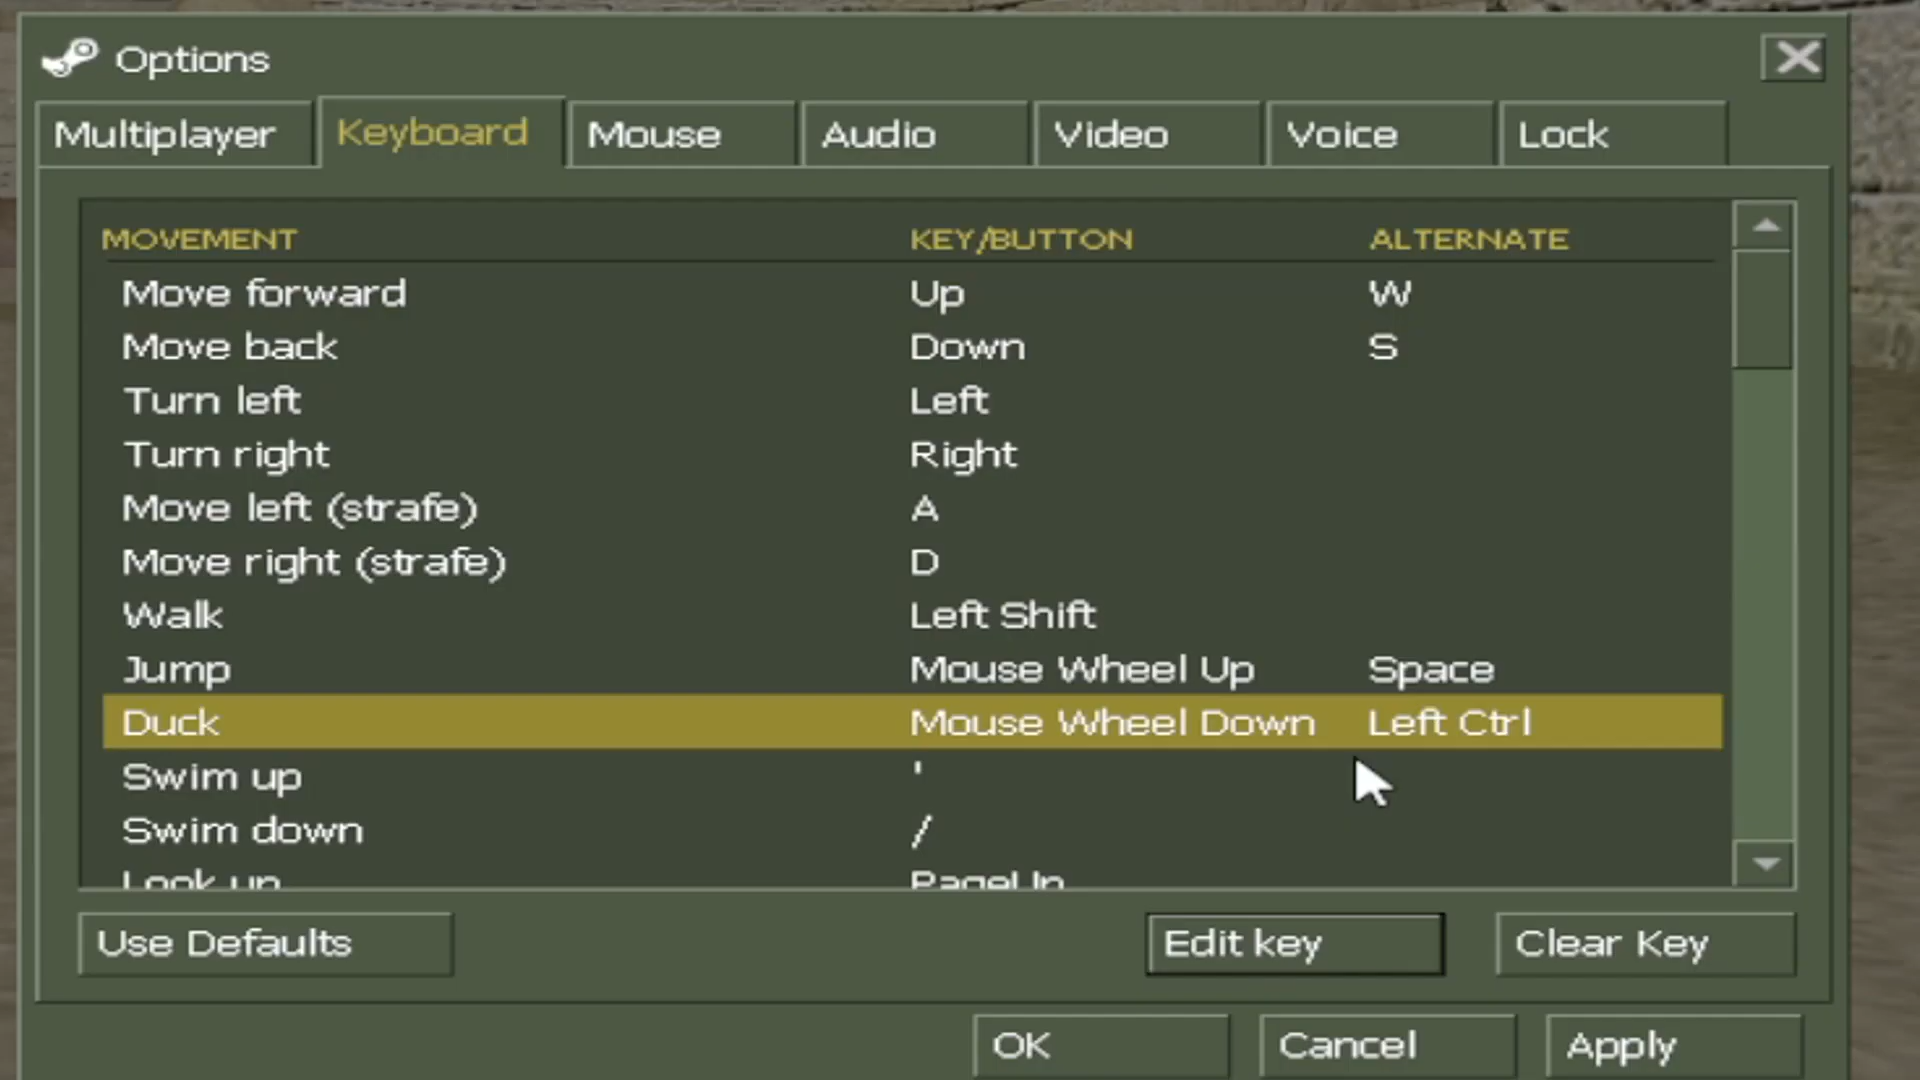 Options
Multiplayer Keyboard Mouse Audio Video Voice Lock
MOVEMENT KEY/BUTTON ALTERNATE
Move forward Up W
Move back Down S
Turn left Left
Turn right Right
Move left (strafe) A
Move right (strafe) D
Walk Left Shift
Jump Mouse Wheel Up Space
Duck Mouse Wheel Down Left Ctrl
Swim up '
Swim down /
Look up PageUp
Use Defaults Edit key Clear Key
OK Cancel Apply